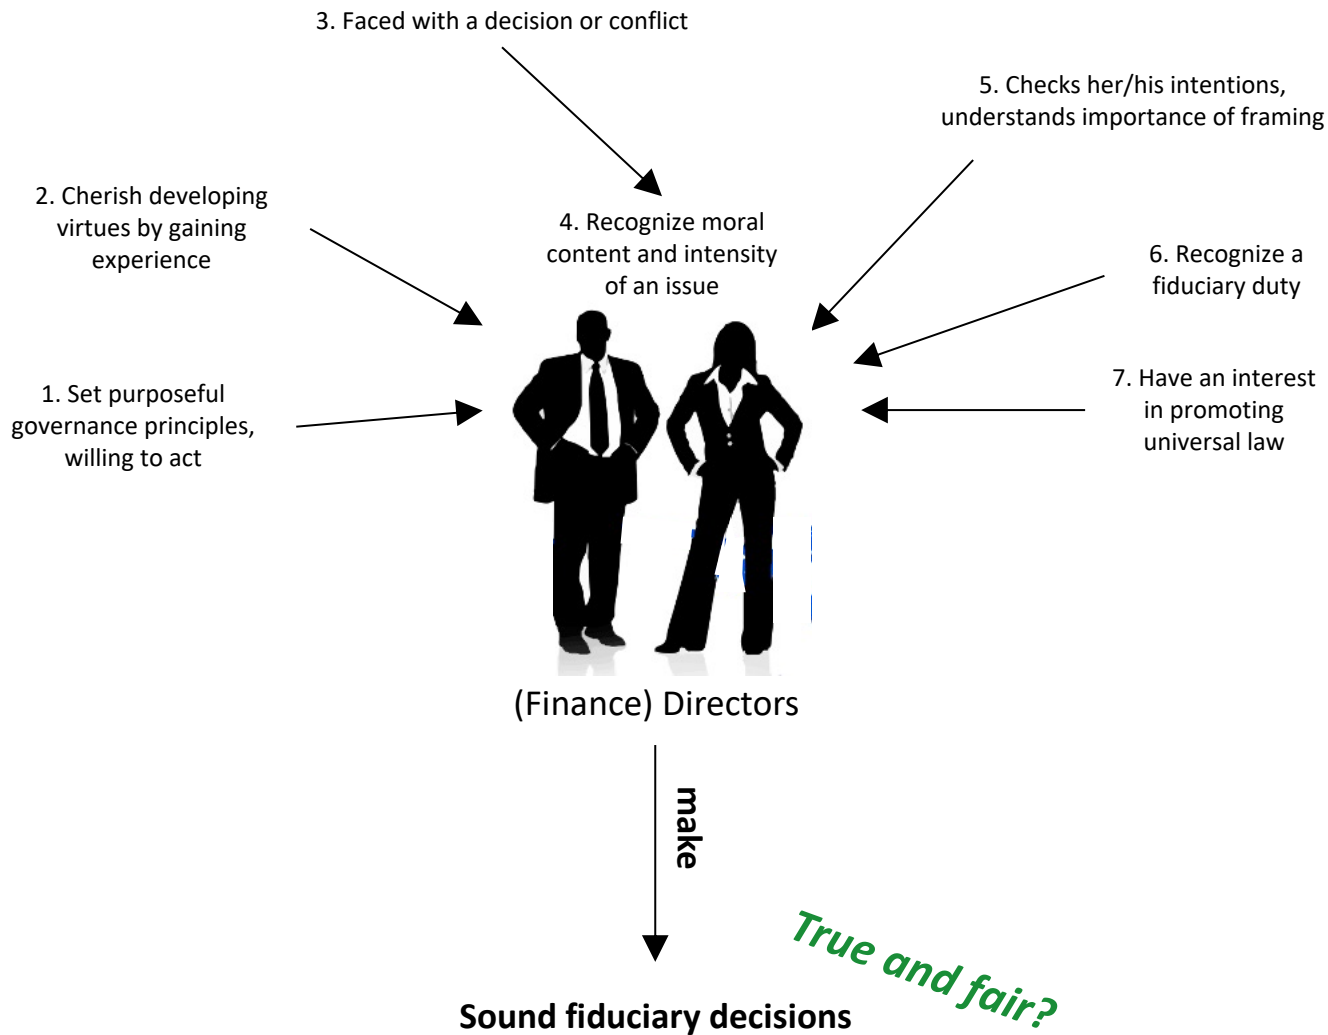 3. Faced with a decision or conflict
5. Checks her/his intentions,
understands importance of framing
2. Cherish developing
virtues by gaining
experience
4. Recognize moral
content and intensity
of an issue
6. Recognize a
fiduciary duty
1. Set purposeful
governance principles,
willing to act
7. Have an interest
in promoting
universal law
(Finance) Directors
make
True and fair?
Sound fiduciary decisions